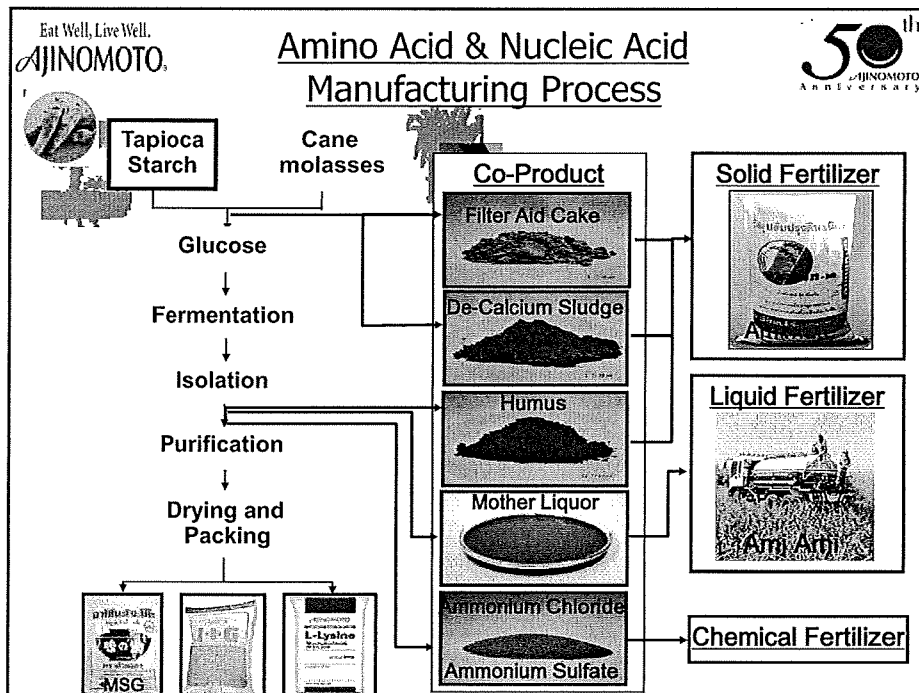 Eat Well, Live Well.
AJINOMOTO®
Amino Acid & Nucleic Acid
Manufacturing Process
50th
AJINOMOTO
Anniversary
Tapioca
Starch
Cane
molasses
Glucose
Fermentation
Isolation
Purification
Drying and
Packing
MSG
I+G
L-Lysine
Co-Product
Filter Aid Cake
De-Calcium Sludge
Humus
Mother Liquor
Ammonium Chloride
Ammonium Sulfate
Solid Fertilizer
Liquid Fertilizer
Ami Ami
Chemical Fertilizer